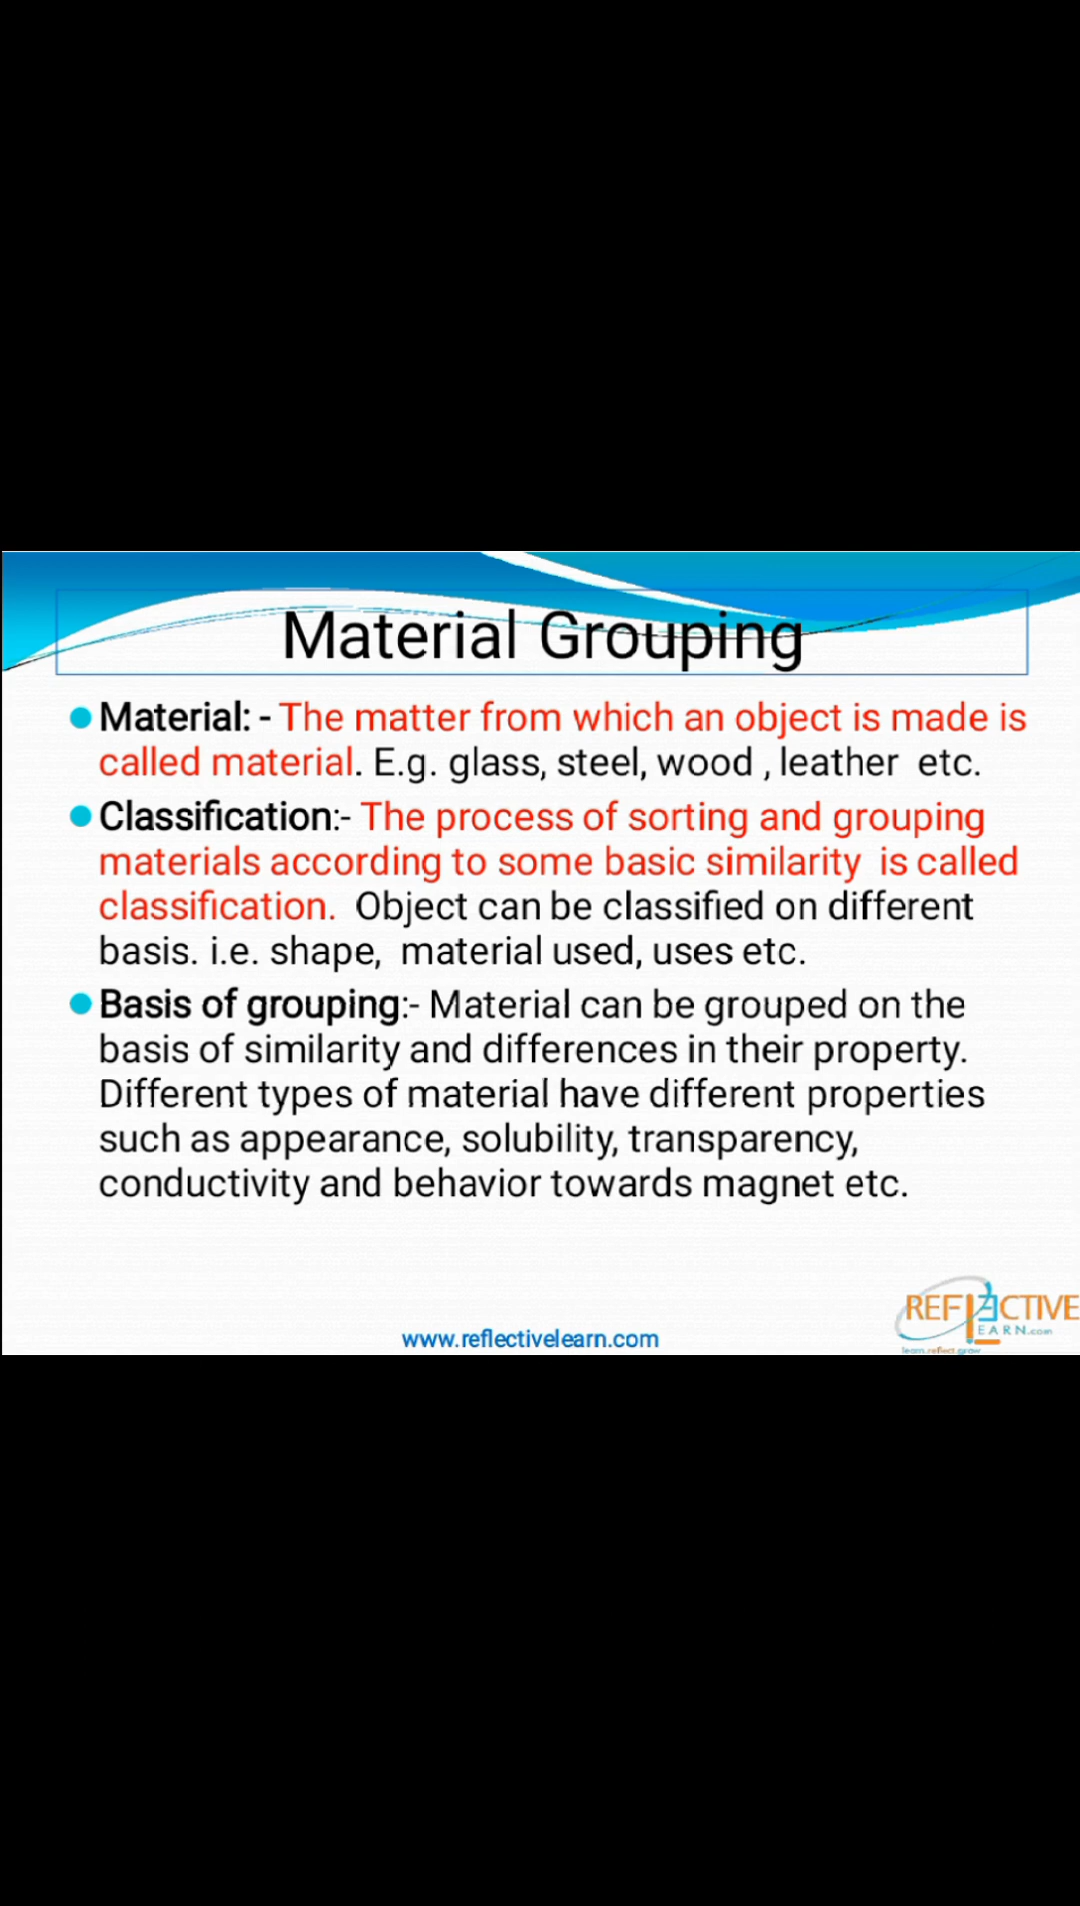 Material Grouping
Material: - The matter from which an object is made is
called material. E.g. glass, steel, wood , leather  etc.
Classification:- The process of sorting and grouping
materials according to some basic similarity  is called
classification.  Object can be classified on different
basis. i.e. shape,  material used, uses etc.
Basis of grouping:- Material can be grouped on the
basis of similarity and differences in their property.
Different types of material have different properties
such as appearance, solubility, transparency,
conductivity and behavior towards magnet etc.
www.reflectivelearn.com
REFLECTIVE
LEARN.com
learn.reflect.grow